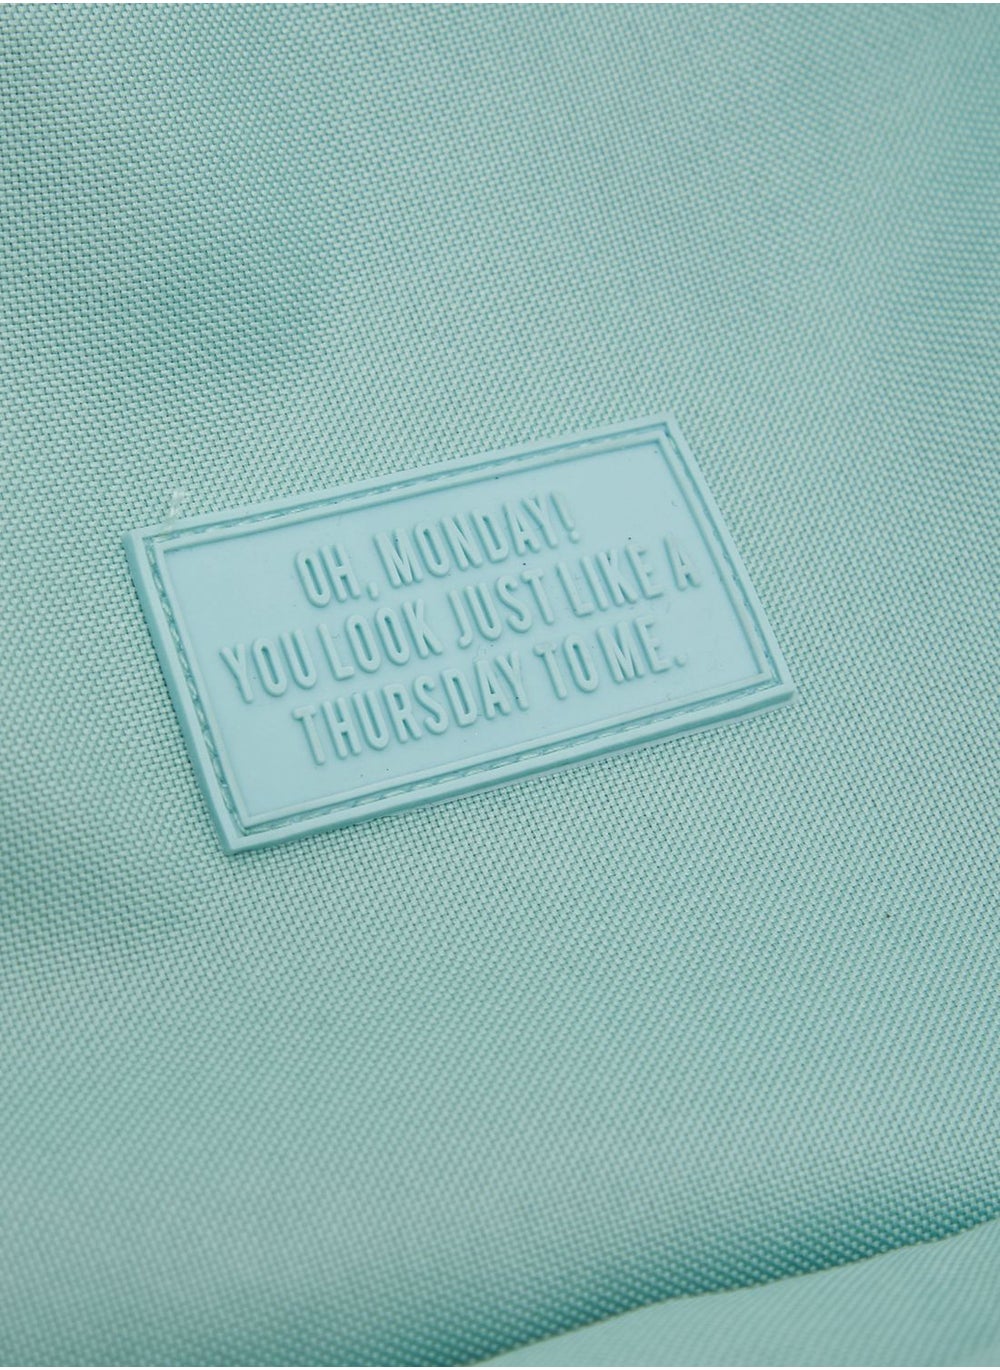 OH, MONDAY!
YOU LOOK JUST LIKE A
THURSDAY TO ME.